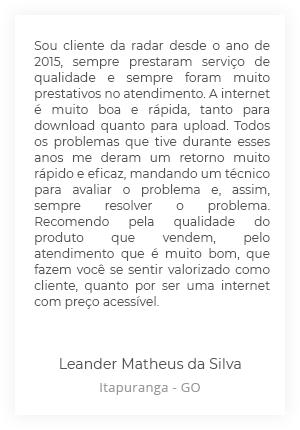 Sou cliente da radar desde o ano de
2015, sempre prestaram serviço de
qualidade e sempre foram muito
prestativos no atendimento. A internet
é muito boa e rápida, tanto para
download quanto para upload. Todos
os problemas que tive durante esses
anos me deram um retorno muito
rápido e eficaz, mandando um técnico
para avaliar o problema e, assim,
sempre resolver o problema.
Recomendo pela qualidade do
produto que vendem, pelo
atendimento que é muito bom, que
fazem você se sentir valorizado como
cliente, quanto por ser uma internet
com preço acessível.
Leander Matheus da Silva
Itapuranga - GO